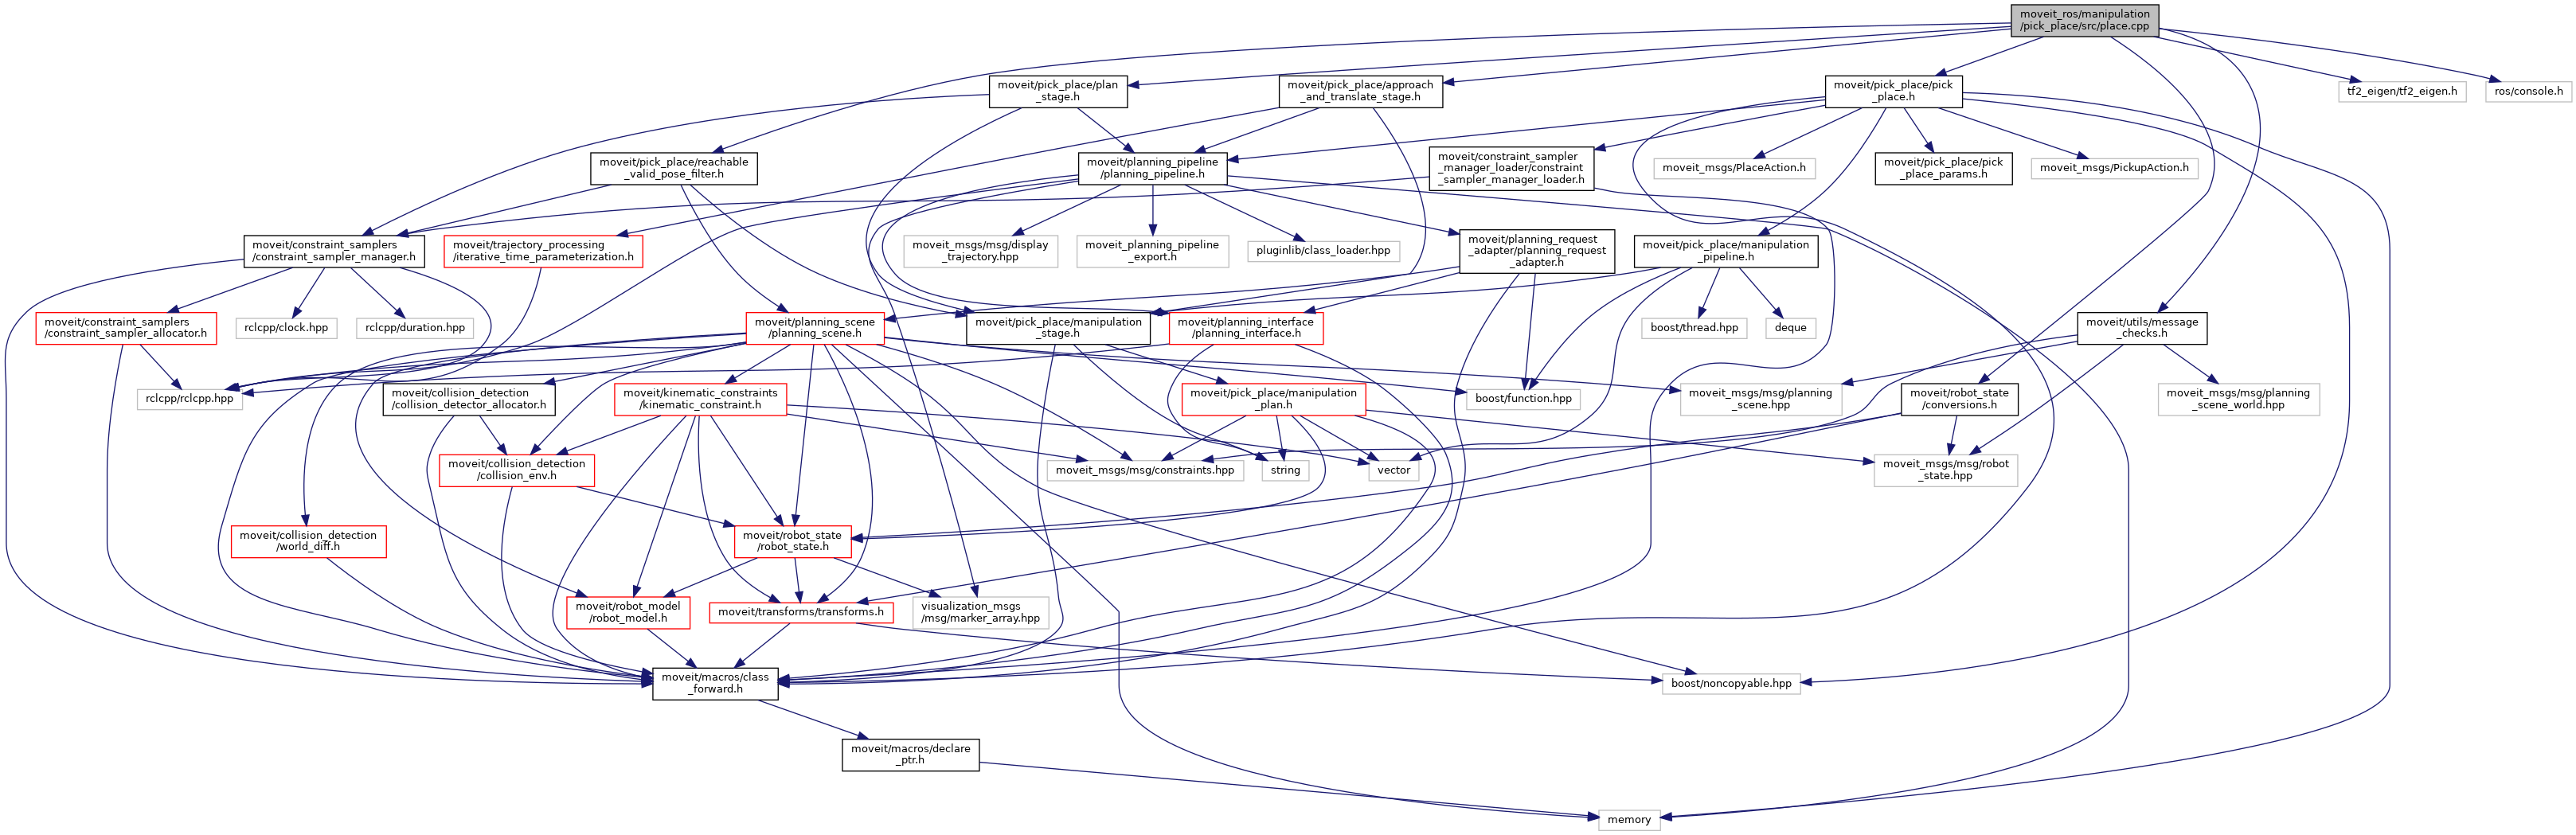 moveit_ros/manipulation
/pick_place/src/place.cpp
moveit/pick_place/plan
_stage.h
moveit/pick_place/approach
_and_translate_stage.h
moveit/pick_place/pick
_place.h
tf2_eigen/tf2_eigen.h
ros/console.h
moveit/pick_place/reachable
_valid_pose_filter.h
moveit/planning_pipeline
/planning_pipeline.h
moveit/constraint_sampler
_manager_loader/constraint
_sampler_manager_loader.h
moveit_msgs/PlaceAction.h
moveit/pick_place/pick
_place_params.h
moveit_msgs/PickupAction.h
moveit/constraint_samplers
/constraint_sampler_manager.h
moveit/trajectory_processing
/iterative_time_parameterization.h
moveit_msgs/msg/display
_trajectory.hpp
moveit_planning_pipeline
_export.h
pluginlib/class_loader.hpp
moveit/planning_request
_adapter/planning_request
_adapter.h
moveit/pick_place/manipulation
_pipeline.h
moveit/constraint_samplers
/constraint_sampler_allocator.h
rclcpp/clock.hpp
rclcpp/duration.hpp
moveit/planning_scene
/planning_scene.h
moveit/pick_place/manipulation
_stage.h
moveit/planning_interface
/planning_interface.h
boost/thread.hpp
deque
moveit/utils/message
_checks.h
rclcpp/rclcpp.hpp
moveit/collision_detection
/collision_detector_allocator.h
moveit/kinematic_constraints
/kinematic_constraint.h
moveit/pick_place/manipulation
_plan.h
boost/function.hpp
moveit_msgs/msg/planning
_scene.hpp
moveit/robot_state
/conversions.h
moveit_msgs/msg/planning
_scene_world.hpp
moveit/collision_detection
/collision_env.h
moveit_msgs/msg/constraints.hpp
string
vector
moveit_msgs/msg/robot
_state.hpp
moveit/collision_detection
/world_diff.h
moveit/robot_state
/robot_state.h
moveit/robot_model
/robot_model.h
moveit/transforms/transforms.h
visualization_msgs
/msg/marker_array.hpp
moveit/macros/class
_forward.h
boost/noncopyable.hpp
moveit/macros/declare
_ptr.h
memory